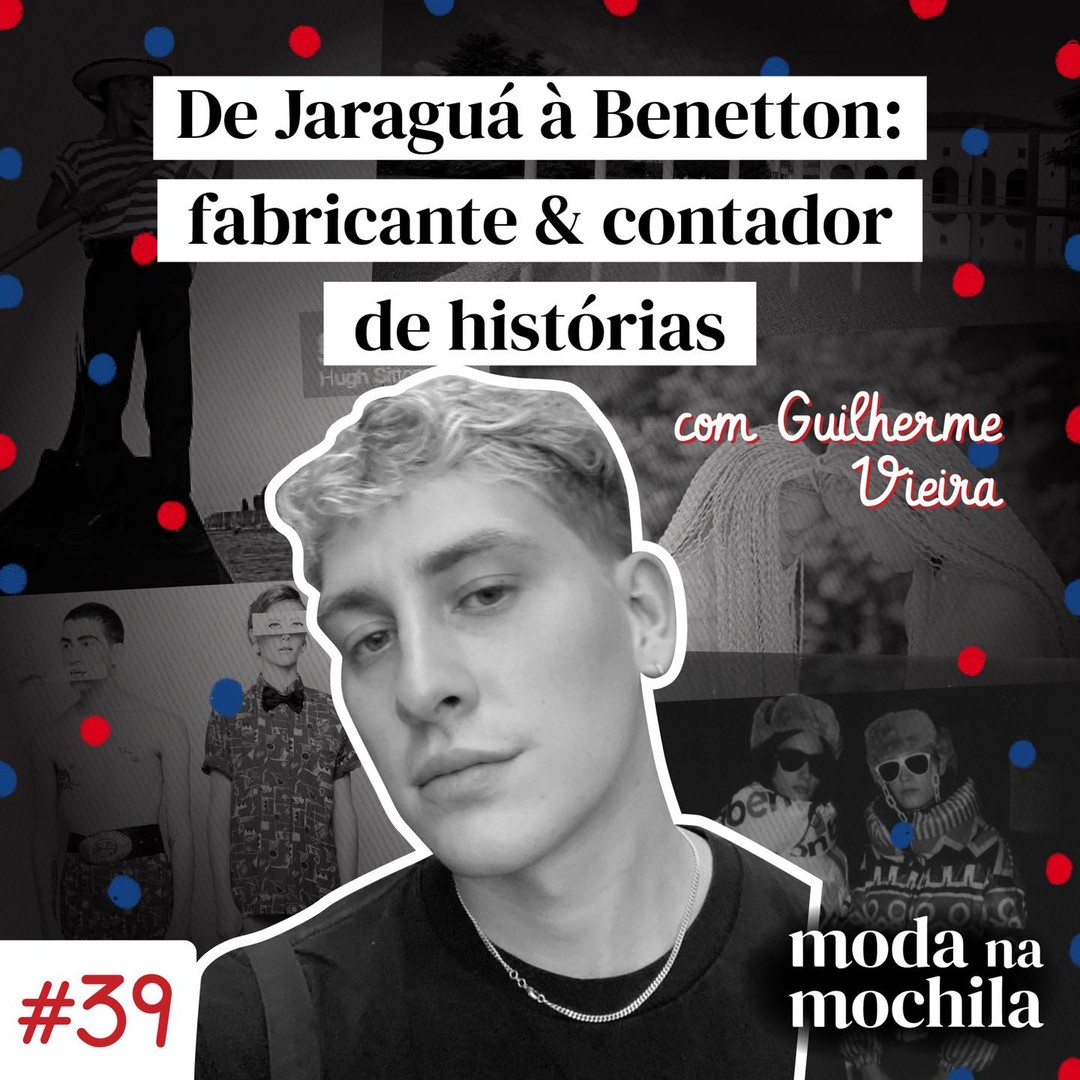 De Jaraguá à Benetton:
fabricante & contador
de histórias
com Guilherme
Vieira
#39
moda na
mochila